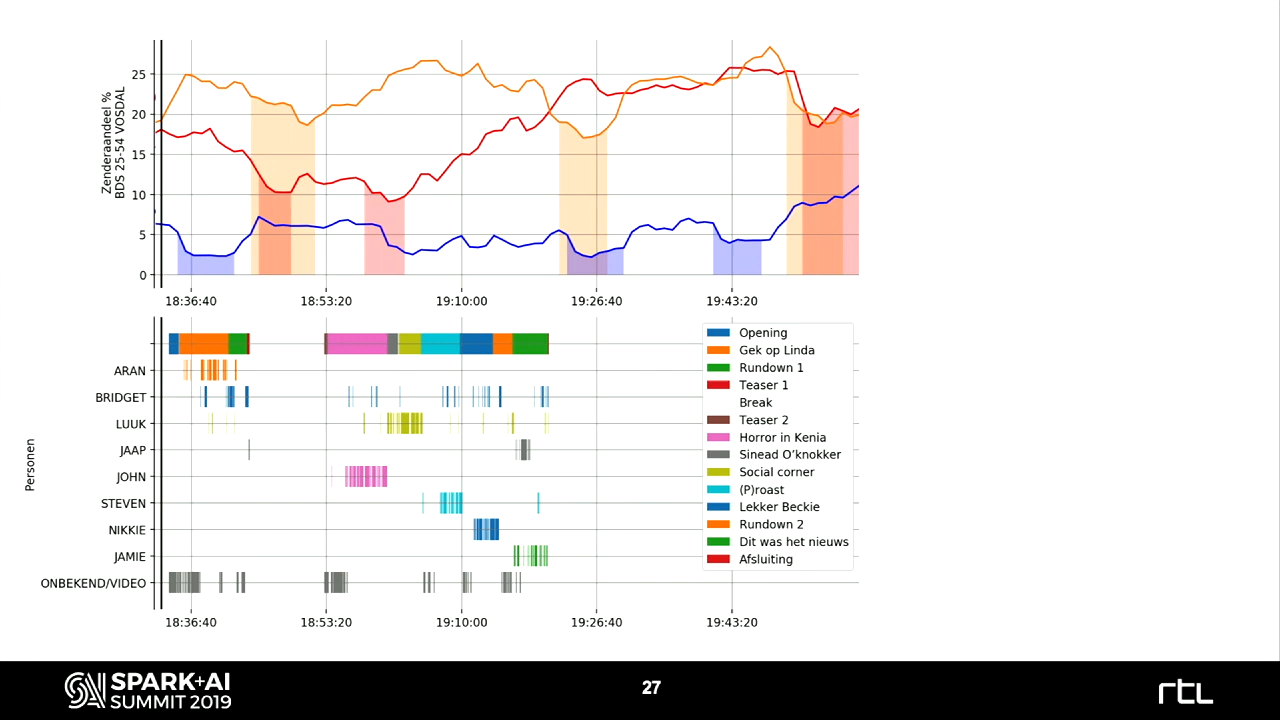 Zenderaandeel %
BDS 25-54 VOSDAL
25
20
15
10
5
0
18:36:40
18:53:20
19:10:00
19:26:40
19:43:20
Personen
ARAN
BRIDGET
LUUK
JAAP
JOHN
STEVEN
NIKKIE
JAMIE
ONBEKEND/VIDEO
Opening
Gek op Linda
Rundown 1
Teaser 1
Break
Teaser 2
Horror in Kenia
Sinead O'knokker
Social corner
(P)roast
Lekker Beckie
Rundown 2
Dit was het nieuws
Afsluiting
18:36:40
18:53:20
19:10:00
19:26:40
19:43:20
SPARK+AI
SUMMIT 2019
27
rtl